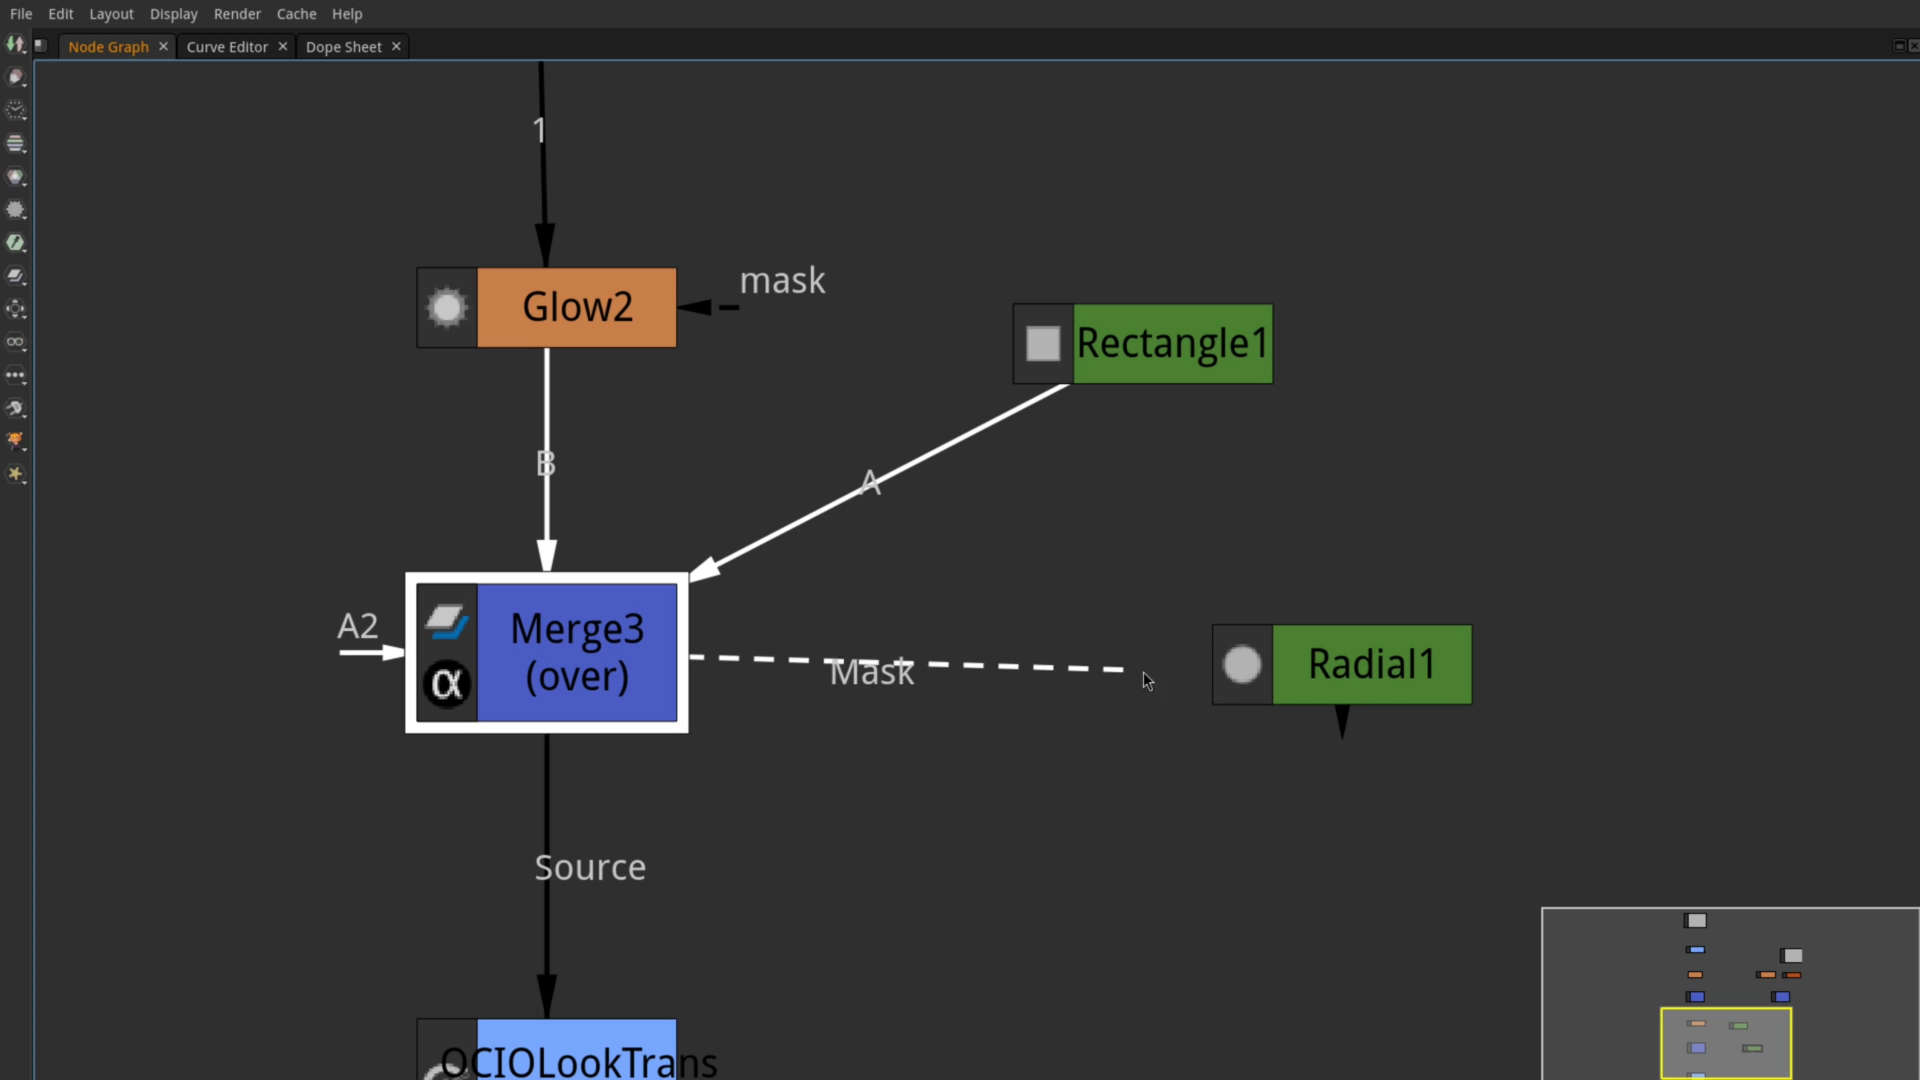 File Edit Layout Display Render Cache Help
Node Graph Curve Editor Dope Sheet
1
Glow2
mask
Rectangle1
B
A
A2
Merge3
(over)
α
Mask
Radial1
Source
OCIOLookTrans